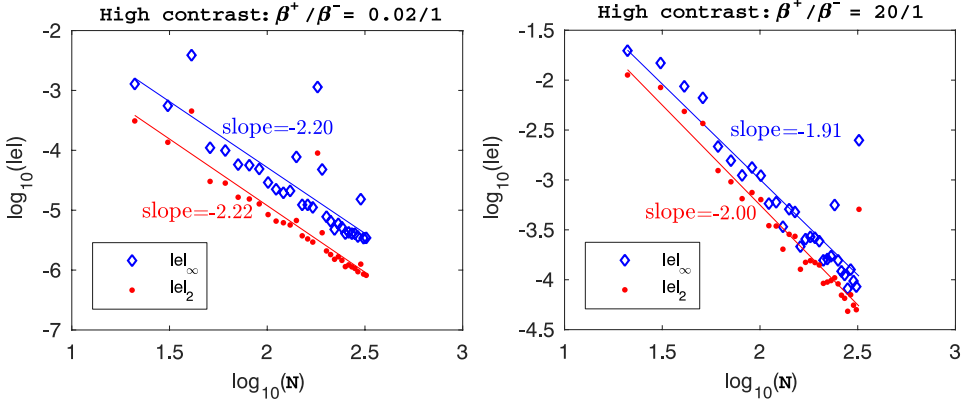 High contrast: β⁺/β⁻= 0.02/1
-2
-3
-4
-5
-6
-7
log₁₀(|e|)
slope=-2.20
slope=-2.22
|e|∞
|e|₂
1
1.5
2
2.5
3
log₁₀(N)
High contrast: β⁺/β⁻ = 20/1
-1.5
-2
-2.5
-3
-3.5
-4
-4.5
log₁₀(|e|)
slope=-1.91
slope=-2.00
|e|∞
|e|₂
1
1.5
2
2.5
3
log₁₀(N)